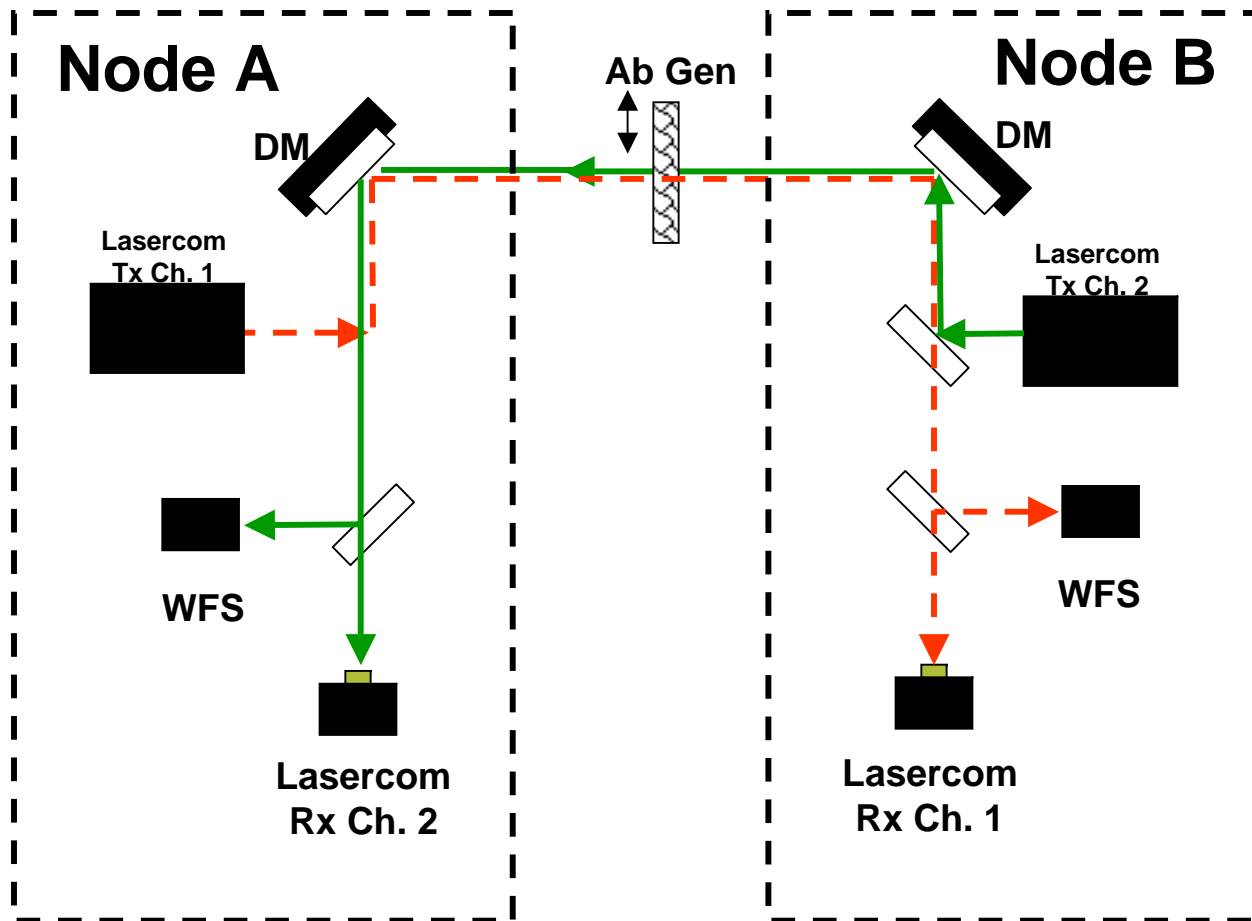 Node A
DM
Lasercom
Tx Ch. 1
WFS
Lasercom
Rx Ch. 2
Ab Gen
Node B
DM
Lasercom
Tx Ch. 2
WFS
Lasercom
Rx Ch. 1